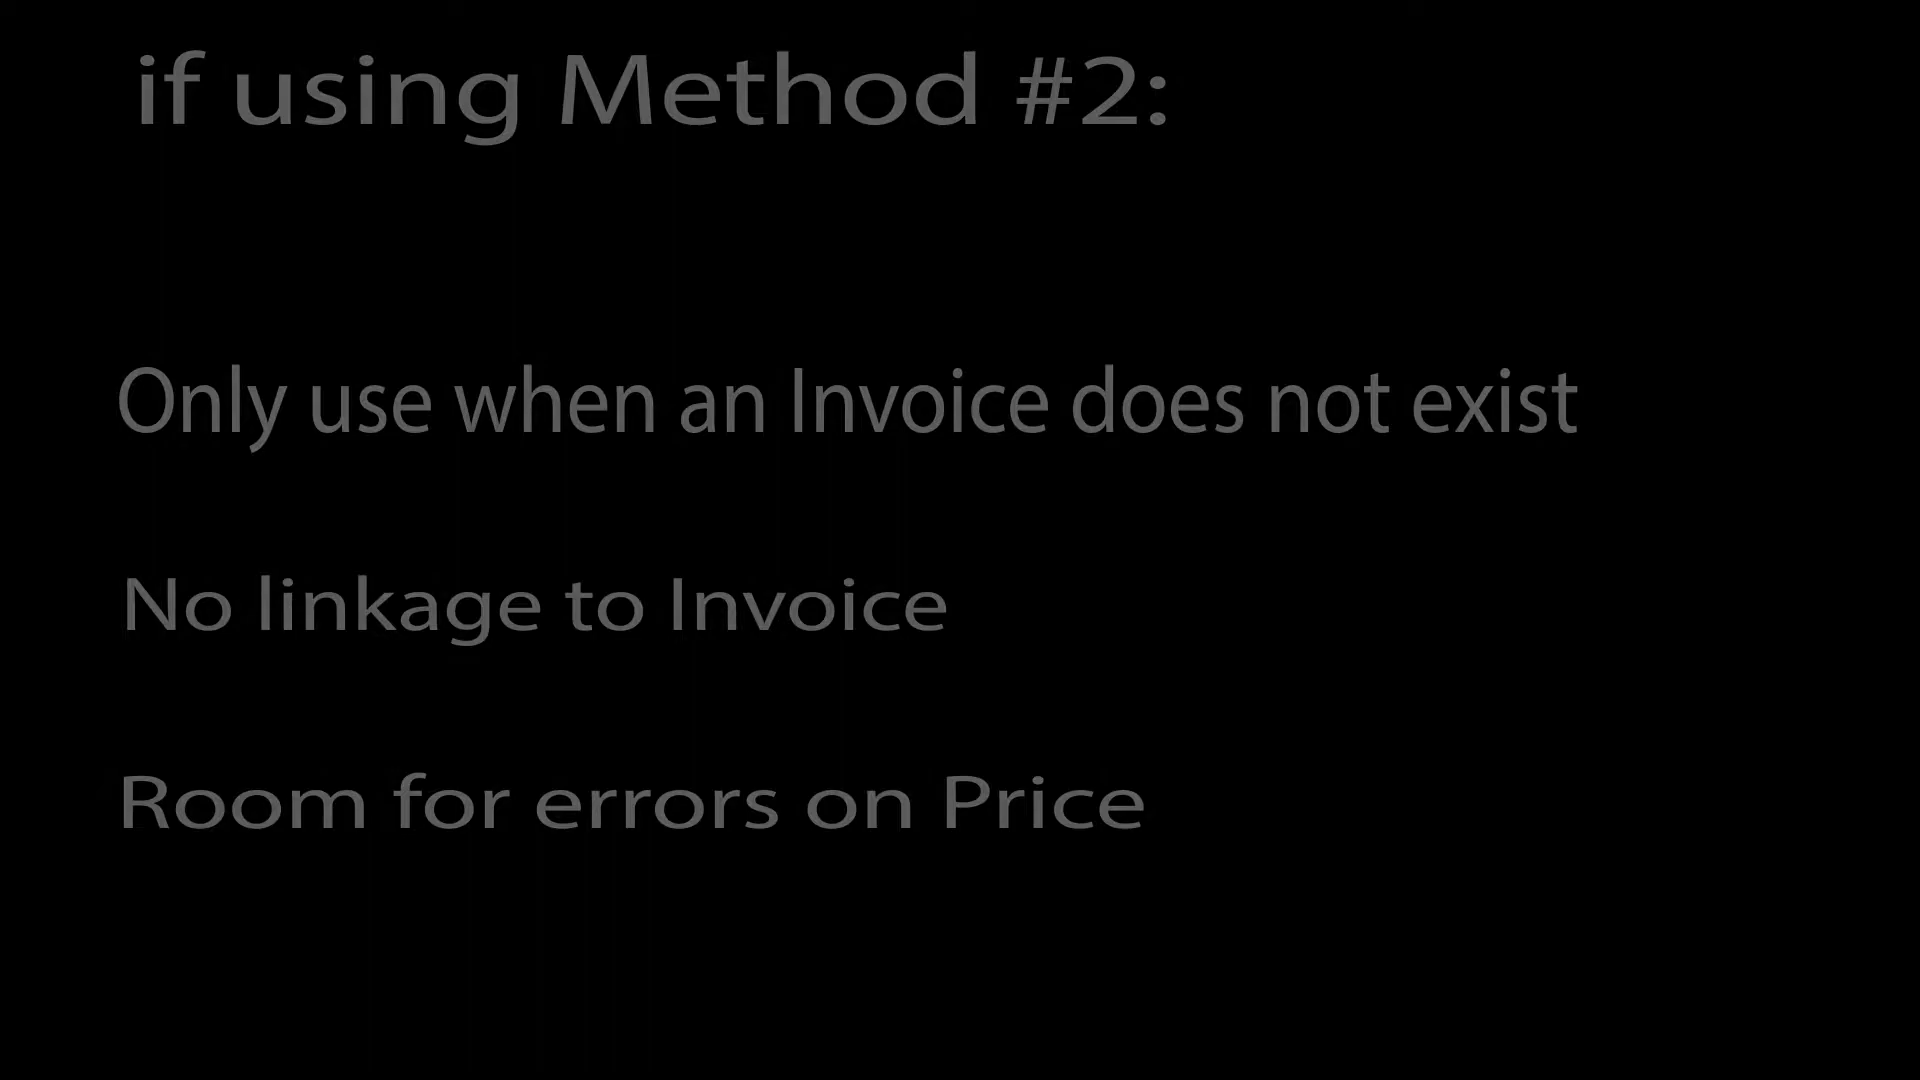 if using Method #2:
Only use when an Invoice does not exist
No linkage to Invoice
Room for errors on Price